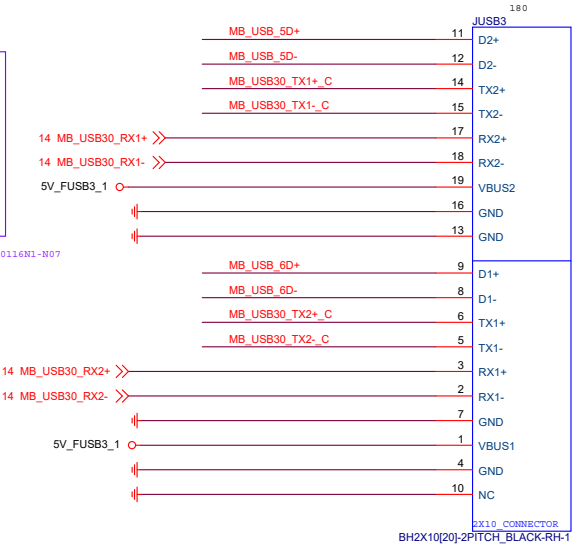 180
JUSB3
MB_USB_5D+ 11 D2+
MB_USB_5D- 12 D2-
MB_USB30_TX1+_C 14 TX2+
MB_USB30_TX1-_C 15 TX2-
14 MB_USB30_RX1+ 17 RX2+
14 MB_USB30_RX1- 18 RX2-
5V_FUSB3_1 19 VBUS2
16 GND
13 GND
0116N1-N07
MB_USB_6D+ 9 D1+
MB_USB_6D- 8 D1-
MB_USB30_TX2+_C 6 TX1+
MB_USB30_TX2-_C 5 TX1-
14 MB_USB30_RX2+ 3 RX1+
14 MB_USB30_RX2- 2 RX1-
7 GND
5V_FUSB3_1 1 VBUS1
4 GND
10 NC
2X10_CONNECTOR
BH2X10[20]-2PITCH_BLACK-RH-1